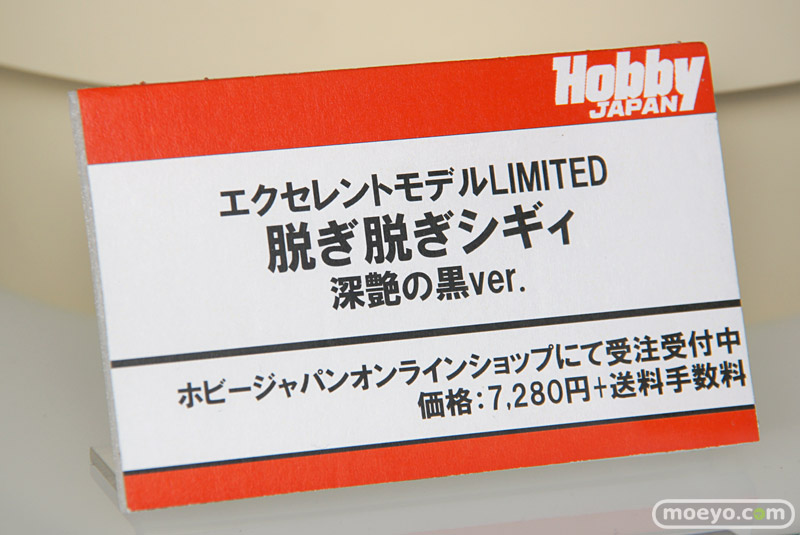 Hobby
JAPAN
エクセレントモデルLIMITED
脱ぎ脱ぎシギィ
深艶の黒ver.
ホビージャパンオンラインショップにて受注受付中
価格：7,280円+送料手数料
moeyo.com